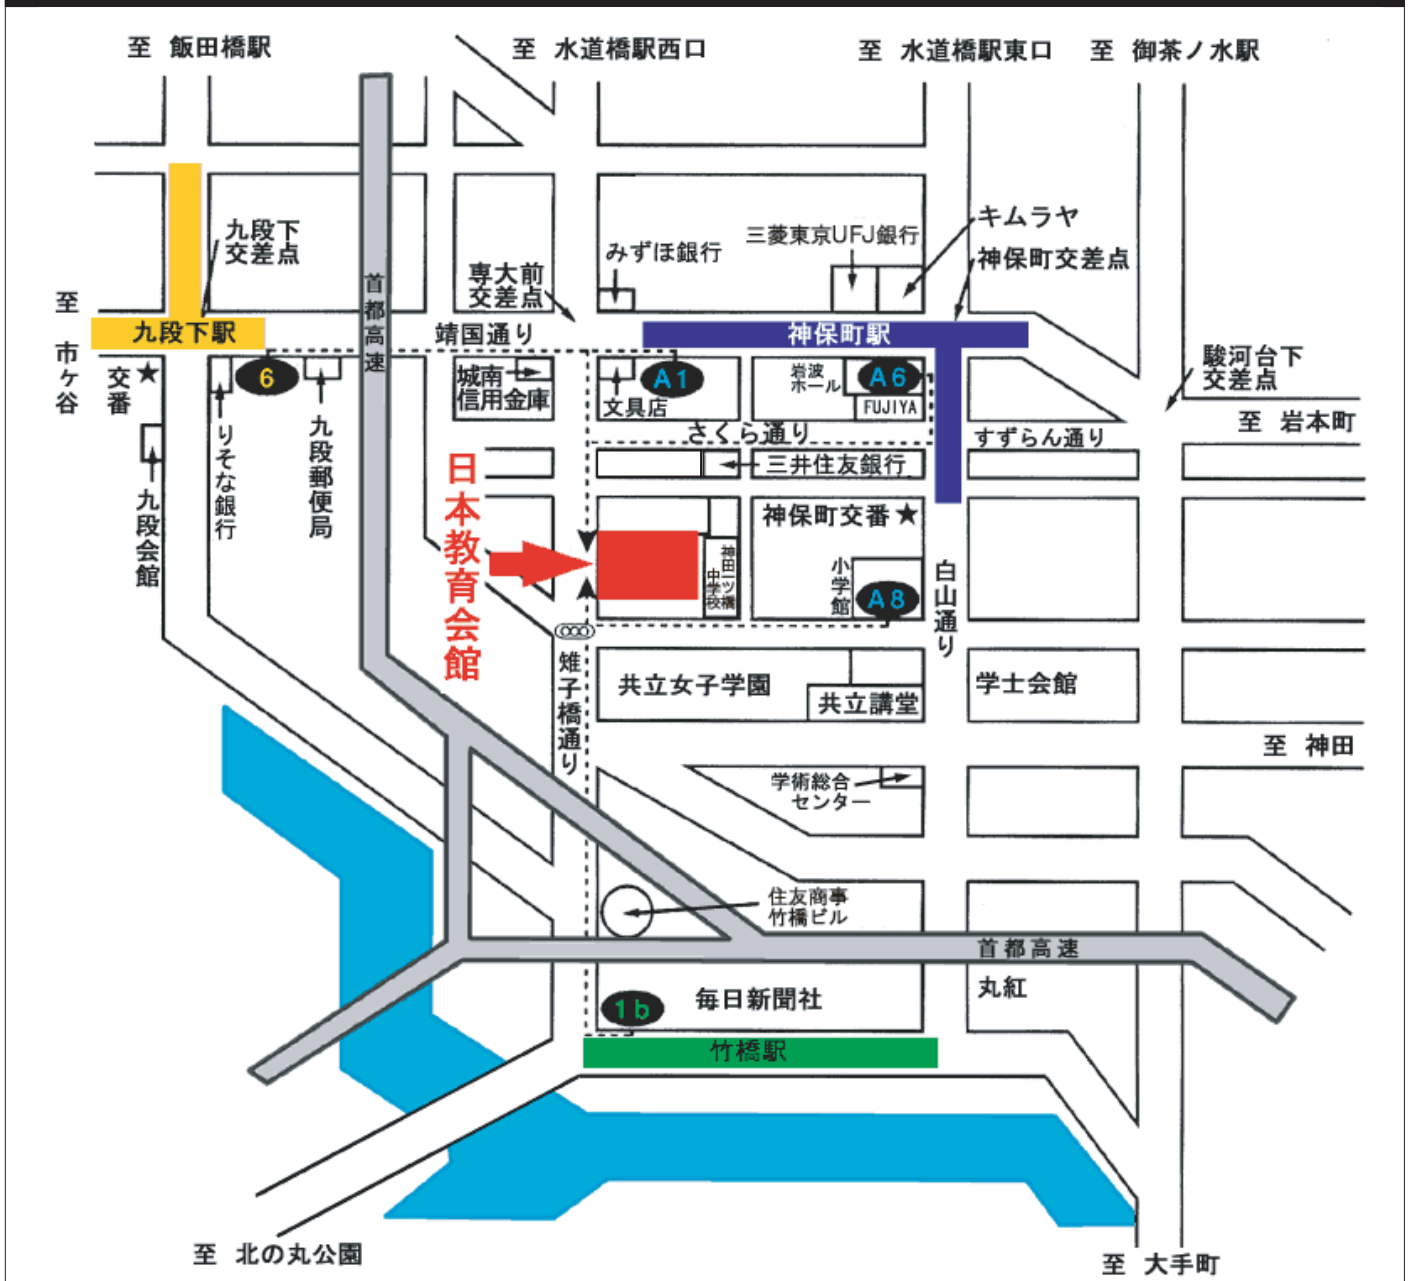 至 飯田橋駅
至 水道橋駅西口
至 水道橋駅東口
至 御茶ノ水駅
九段下
交差点
首都高速
専大前
交差点
みずほ銀行
三菱東京UFJ銀行
キムラヤ
神保町交差点
至 市ヶ谷
九段下駅
靖国通り
神保町駅
駿河台下
交差点
交番
6
城南
信用金庫
文具店
A1
岩波
ホール
A6
FUJIYA
至 岩本町
りそな銀行
九段郵便局
さくら通り
すずらん通り
九段会館
日本教育会館
三井住友銀行
神保町交番
神田一ツ橋
中学校
小学館
A8
白山通り
雉子橋通り
共立女子学園
共立講堂
学士会館
至 神田
学術総合
センター
住友商事
竹橋ビル
首都高速
1b
毎日新聞社
丸紅
竹橋駅
至 北の丸公園
至 大手町